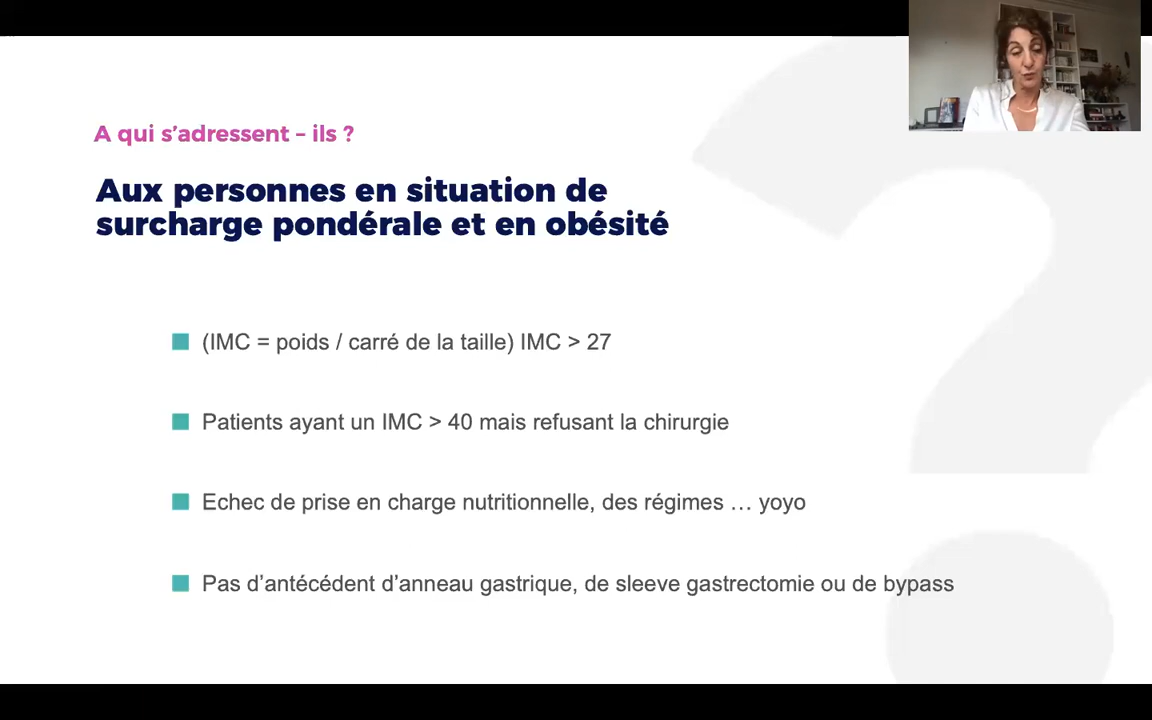 A qui s’adressent – ils ?
Aux personnes en situation de
surcharge pondérale et en obésité
(IMC = poids / carré de la taille) IMC > 27
Patients ayant un IMC > 40 mais refusant la chirurgie
Echec de prise en charge nutritionnelle, des régimes … yoyo
Pas d’antécédent d’anneau gastrique, de sleeve gastrectomie ou de bypass